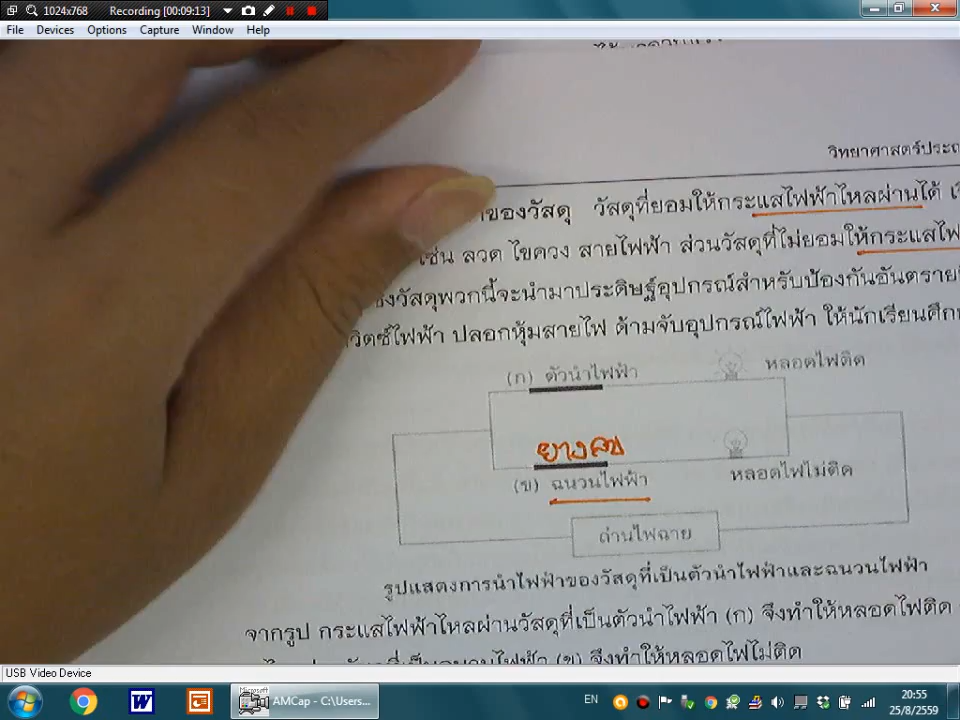 1024x768 Recording [00:09:13]
File Devices Options Capture Window Help
วิทยาศาสตร์ประถ
ของวัสดุ วัสดุที่ยอมให้กระแสไฟฟ้าไหลผ่านได้
เช่น ลวด ไขควง สายไฟฟ้า ส่วนวัสดุที่ไม่ยอมให้กระแสไฟ
ซึ่งวัสดุพวกนี้จะนำมาประดิษฐ์อุปกรณ์สำหรับป้องกันอันตราย
วิตซ์ไฟฟ้า ปลอกหุ้มสายไฟ ด้ามจับอุปกรณ์ไฟฟ้า ให้นักเรียนศึก
(ก) ตัวนำไฟฟ้า หลอดไฟติด
ยางลบ
(ข) ฉนวนไฟฟ้า หลอดไฟไม่ติด
ถ่านไฟฉาย
รูปแสดงการนำไฟฟ้าของวัสดุที่เป็นตัวนำไฟฟ้าและฉนวนไฟฟ้า
จากรูป กระแสไฟฟ้าไหลผ่านวัสดุที่เป็นตัวนำไฟฟ้า (ก) จึงทำให้หลอดไฟติด
ที่เป็นฉนวนไฟฟ้า (ข) จึงทำให้หลอดไฟไม่ติด
USB Video Device
Microsoft
AMCap - C:\Users...
EN
20:55
25/8/2559